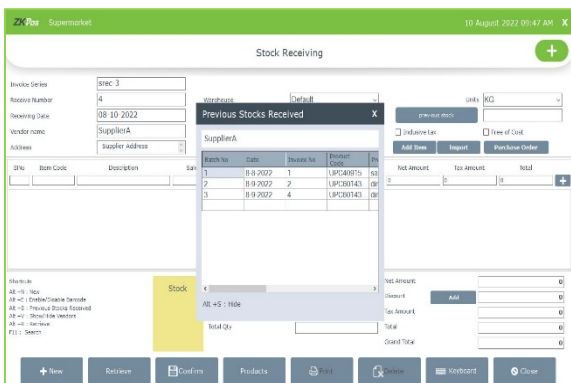 ZKPos Supermarket 10 August 2022 09:47 AM X
Stock Receiving
Invoice Series srec-3
Receive Number 4 Warehouse Default Units KG
Receiving Date 08-10-2022 previous stock
Vendor name SupplierA Inclusive tax Free of Cost
Address Supplier Address Add Item Import Purchase Order
Previous Stocks Received X
SupplierA
Batch No Date Invoice No Product Code
1 8-8-2022 1 UPC40915
2 8-9-2022 2 UPC60143
3 8-9-2022 4 UPC60143
Alt +S : Hide
SlNo Item Code Description Net Amount Tax Amount Total
Shortcuts
Alt +N : New
Alt +E : Enable/Disable Barcode
Alt +S : Previous Stocks Received
Alt +V : Show/Hide Vendors
Alt +R : Retrieve
F11 : Search
Stock
Total Qty
Net Amount 0
Discount Add 0
Tax Amount 0
Total 0
Grand Total 0
New Retrieve Confirm Products Print Delete Keyboard Close